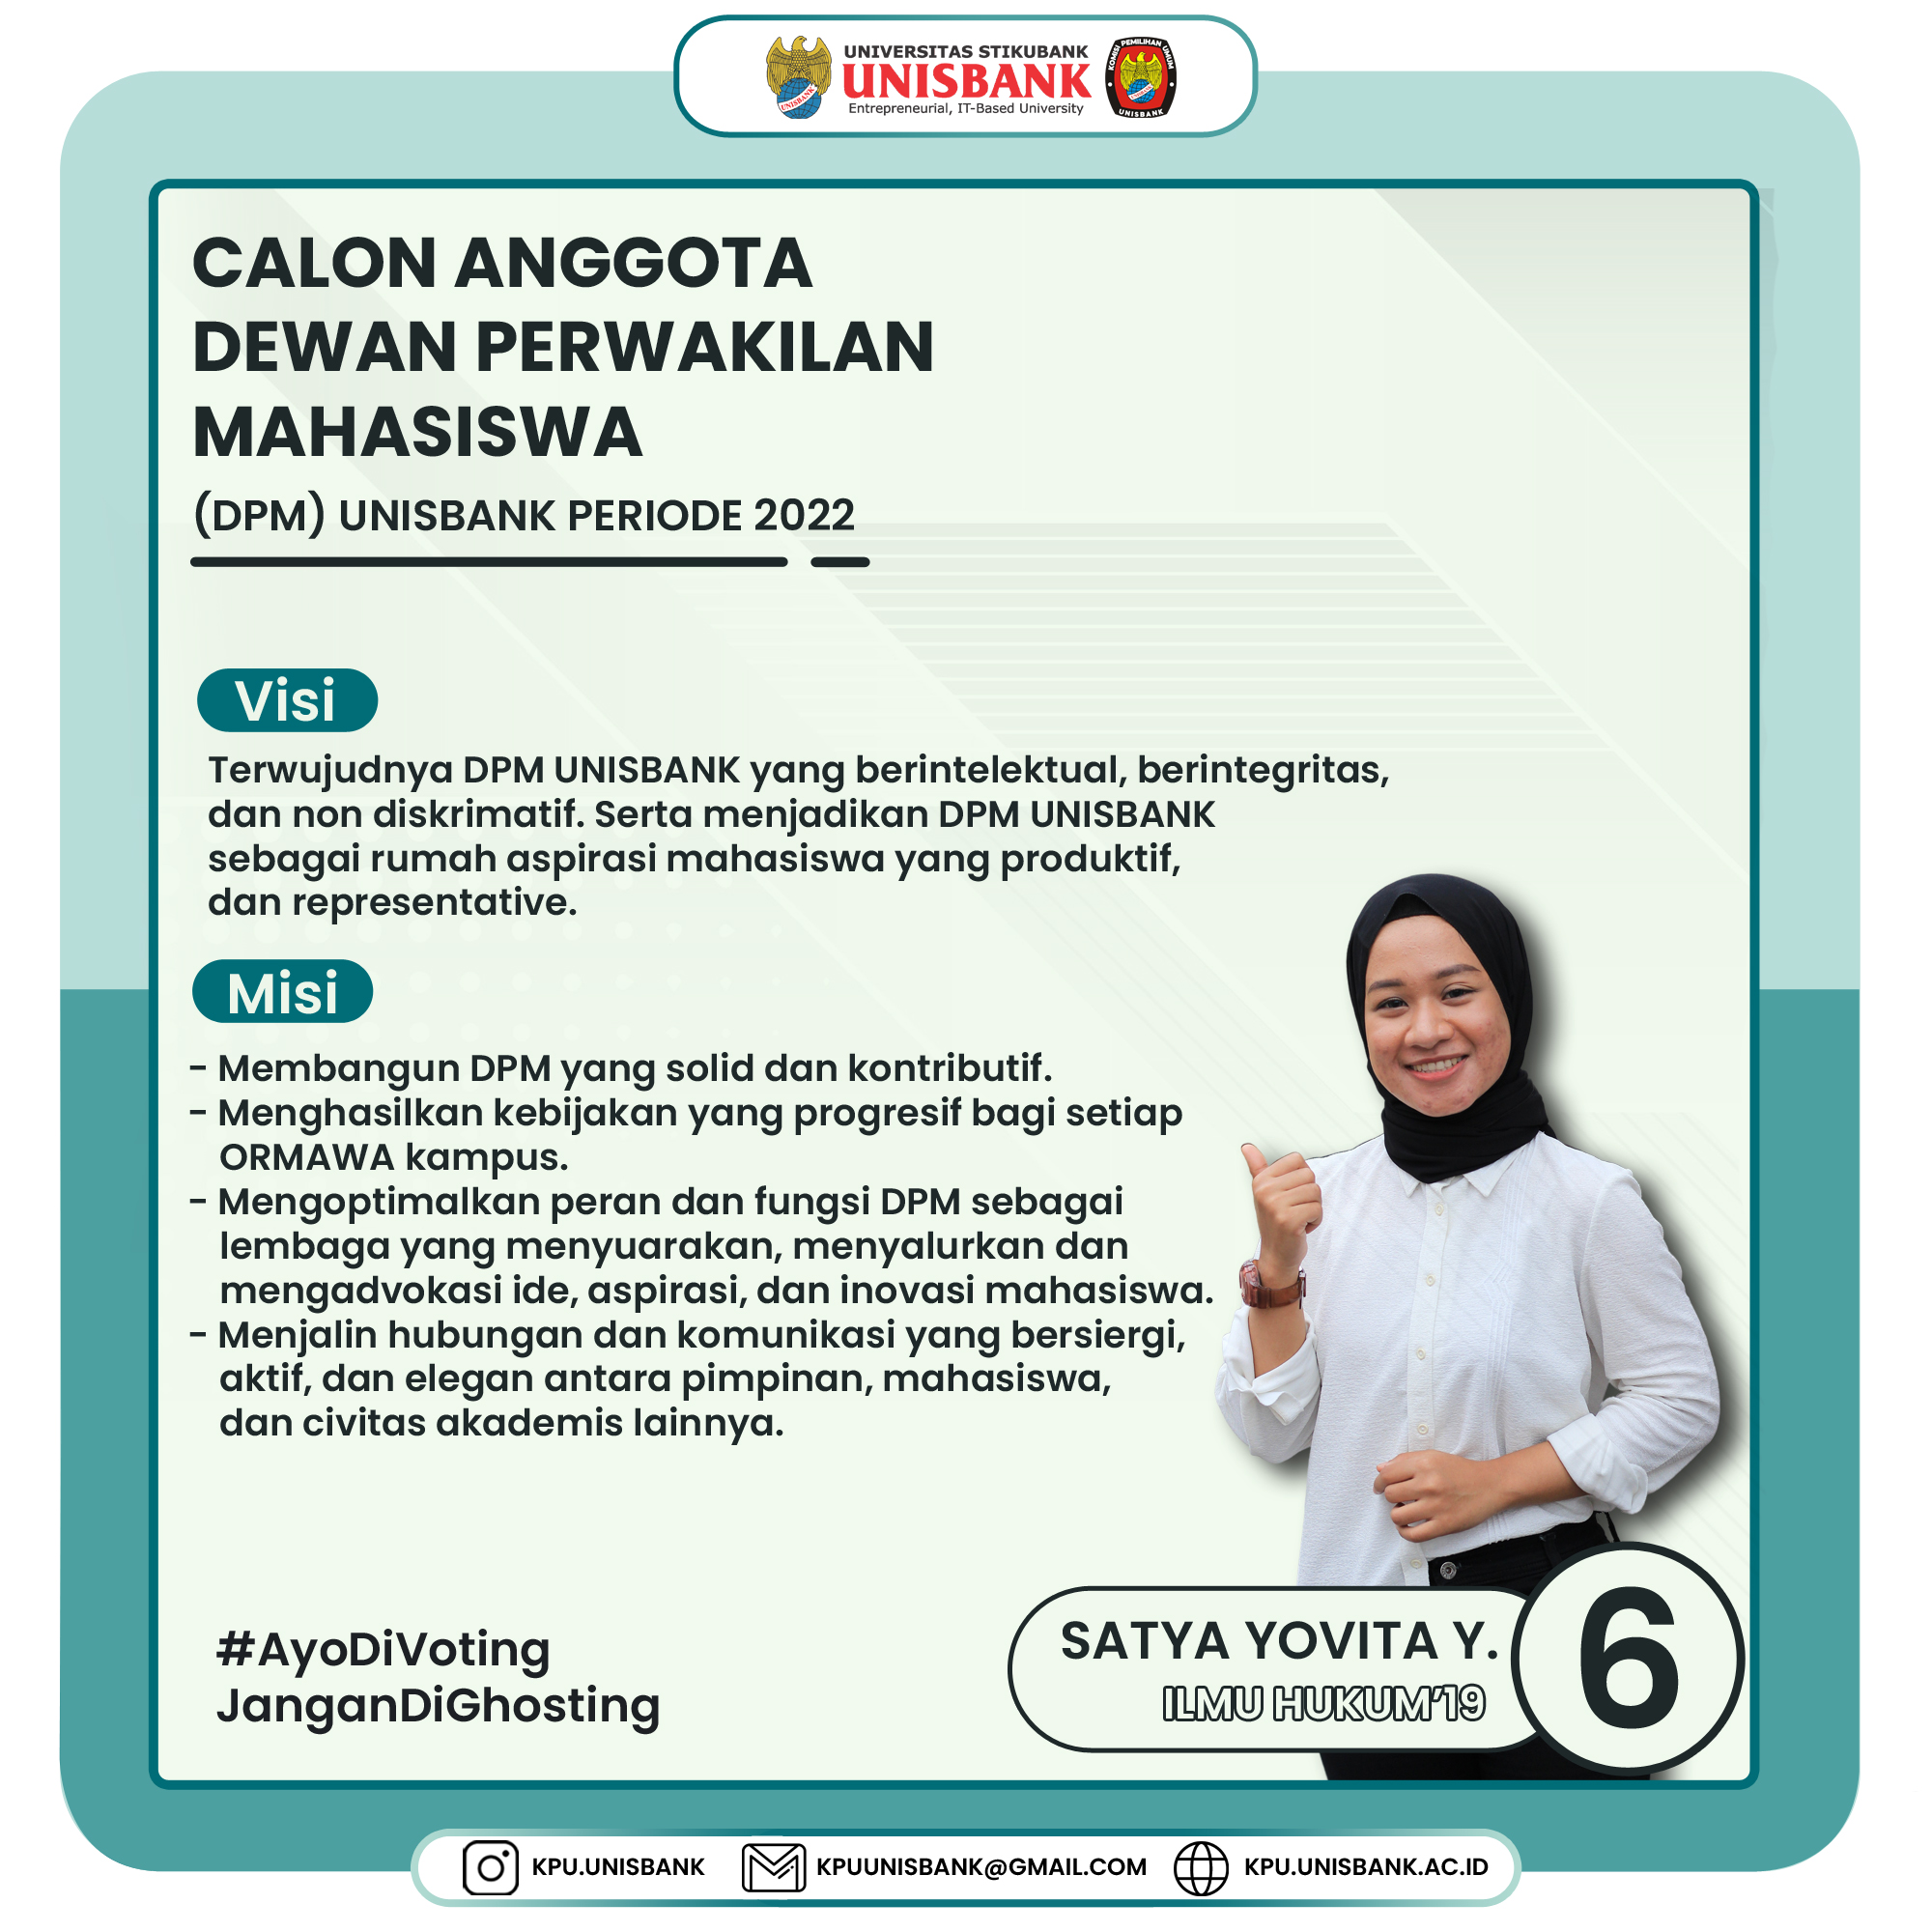 UNIVERSITAS STIKUBANK
UNISBANK
Entrepreneurial, IT-Based University
UNISBANK
KOMISI PEMILIHAN UMUM
UNISBANK
CALON ANGGOTA
DEWAN PERWAKILAN
MAHASISWA
(DPM) UNISBANK PERIODE 2022
Visi
Terwujudnya DPM UNISBANK yang berintelektual, berintegritas,
dan non diskrimatif. Serta menjadikan DPM UNISBANK
sebagai rumah aspirasi mahasiswa yang produktif,
dan representative.
Misi
- Membangun DPM yang solid dan kontributif.
- Menghasilkan kebijakan yang progresif bagi setiap
ORMAWA kampus.
- Mengoptimalkan peran dan fungsi DPM sebagai
lembaga yang menyuarakan, menyalurkan dan
mengadvokasi ide, aspirasi, dan inovasi mahasiswa.
- Menjalin hubungan dan komunikasi yang bersiergi,
aktif, dan elegan antara pimpinan, mahasiswa,
dan civitas akademis lainnya.
#AyoDiVoting
JanganDiGhosting
SATYA YOVITA Y.
ILMU HUKUM'19
6
KPU.UNISBANK
KPUUNISBANK@GMAIL.COM
KPU.UNISBANK.AC.ID